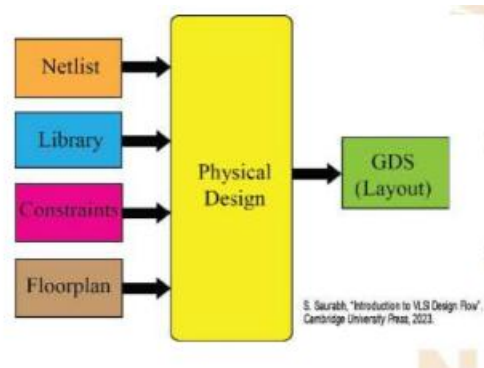 Netlist
Library
Constraints
Floorplan
Physical
Design
GDS
(Layout)
S. Saurabh, "Introduction to VLSI Design Flow".
Cambridge University Press, 2023.